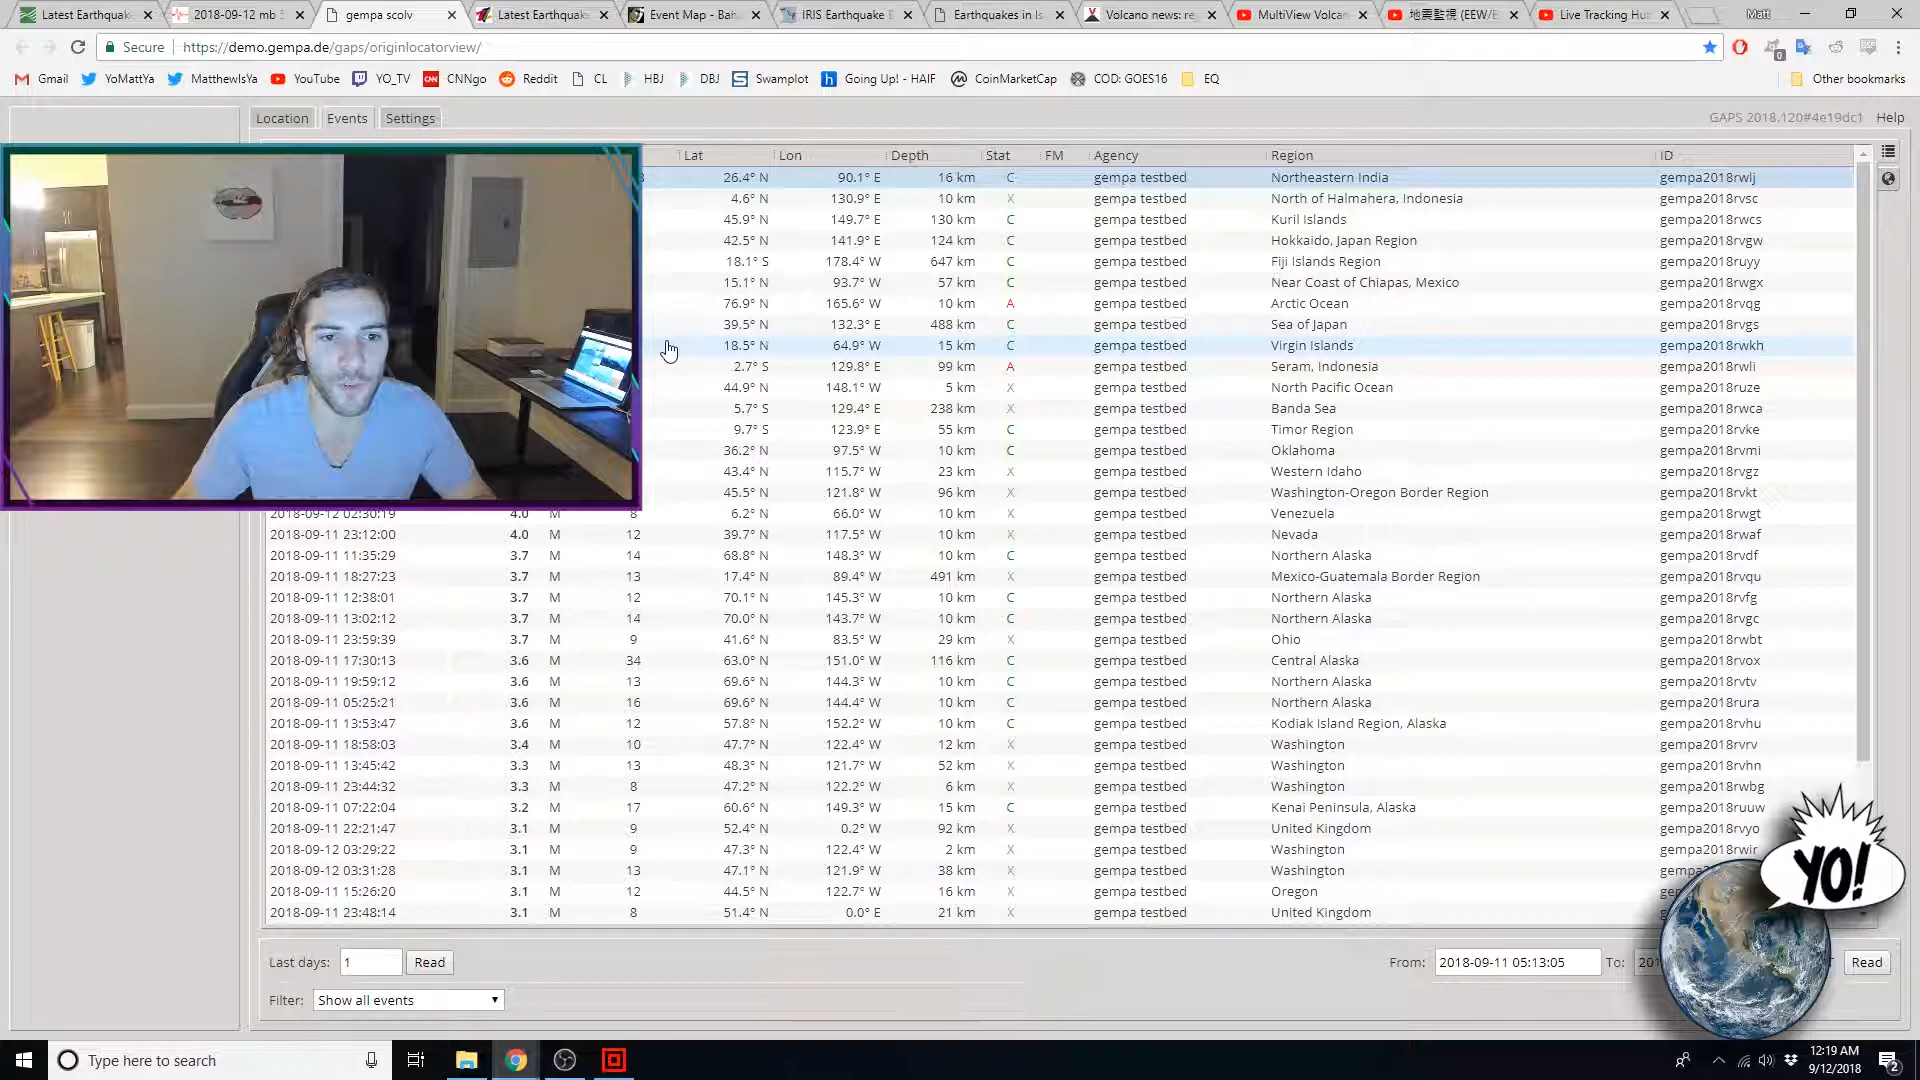 Latest Earthquake
2018-09-12 mb 5
gempa scolv
Latest Earthquake
Event Map - Bah
IRIS Earthquake
Earthquakes in Is
Volcano news: re
MultiView Volcan
地震監視 (EEW/E
Live Tracking Hu
Matt
Secure https://demo.gempa.de/gaps/originlocatorview/
Gmail YoMattYa MatthewIsYa YouTube YO_TV CNNgo Reddit CL HBJ DBJ Swamplot Going Up! - HAIF CoinMarketCap COD: GOES16 EQ Other bookmarks
Location Events Settings GAPS 2018.120#4e19dc1 Help
Lat Lon Depth Stat FM Agency Region ID
26.4° N 90.1° E 16 km C gempa testbed Northeastern India gempa2018rwlj
4.6° N 130.9° E 10 km X gempa testbed North of Halmahera, Indonesia gempa2018rvsc
45.9° N 149.7° E 130 km C gempa testbed Kuril Islands gempa2018rwcs
42.5° N 141.9° E 124 km C gempa testbed Hokkaido, Japan Region gempa2018rvgw
18.1° S 178.4° W 647 km C gempa testbed Fiji Islands Region gempa2018ruyy
15.1° N 93.7° W 57 km C gempa testbed Near Coast of Chiapas, Mexico gempa2018rwgx
76.9° N 165.6° W 10 km A gempa testbed Arctic Ocean gempa2018rvqg
39.5° N 132.3° E 488 km C gempa testbed Sea of Japan gempa2018rvgs
18.5° N 64.9° W 15 km C gempa testbed Virgin Islands gempa2018rwkh
2.7° S 129.8° E 99 km A gempa testbed Seram, Indonesia gempa2018rwli
44.9° N 148.1° W 5 km X gempa testbed North Pacific Ocean gempa2018ruze
5.7° S 129.4° E 238 km X gempa testbed Banda Sea gempa2018rwca
9.7° S 123.9° E 55 km C gempa testbed Timor Region gempa2018rvke
36.2° N 97.5° W 10 km C gempa testbed Oklahoma gempa2018rvmi
43.4° N 115.7° W 23 km X gempa testbed Western Idaho gempa2018rvgz
45.5° N 121.8° W 96 km X gempa testbed Washington-Oregon Border Region gempa2018rvkt
2018-09-12 02:30:19 4.0 M 8 6.2° N 66.0° W 10 km X gempa testbed Venezuela gempa2018rwgt
2018-09-11 23:12:00 4.0 M 12 39.7° N 117.5° W 10 km X gempa testbed Nevada gempa2018rwaf
2018-09-11 11:35:29 3.7 M 14 68.8° N 148.3° W 10 km C gempa testbed Northern Alaska gempa2018rvdf
2018-09-11 18:27:23 3.7 M 13 17.4° N 89.4° W 491 km X gempa testbed Mexico-Guatemala Border Region gempa2018rvqu
2018-09-11 12:38:01 3.7 M 12 70.1° N 145.3° W 10 km C gempa testbed Northern Alaska gempa2018rvfg
2018-09-11 13:02:12 3.7 M 14 70.0° N 143.7° W 10 km C gempa testbed Northern Alaska gempa2018rvgc
2018-09-11 23:59:39 3.7 M 9 41.6° N 83.5° W 29 km X gempa testbed Ohio gempa2018rwbt
2018-09-11 17:30:13 3.6 M 34 63.0° N 151.0° W 116 km C gempa testbed Central Alaska gempa2018rvox
2018-09-11 19:59:12 3.6 M 13 69.6° N 144.3° W 10 km C gempa testbed Northern Alaska gempa2018rvtv
2018-09-11 05:25:21 3.6 M 16 69.6° N 144.4° W 10 km C gempa testbed Northern Alaska gempa2018rura
2018-09-11 13:53:47 3.6 M 12 57.8° N 152.2° W 10 km C gempa testbed Kodiak Island Region, Alaska gempa2018rvhu
2018-09-11 18:58:03 3.4 M 10 47.7° N 122.4° W 12 km X gempa testbed Washington gempa2018rvrv
2018-09-11 13:45:42 3.3 M 13 48.3° N 121.7° W 52 km X gempa testbed Washington gempa2018rvhn
2018-09-11 23:44:32 3.3 M 8 47.2° N 122.2° W 6 km X gempa testbed Washington gempa2018rwbg
2018-09-11 07:22:04 3.2 M 17 60.6° N 149.3° W 15 km C gempa testbed Kenai Peninsula, Alaska gempa2018ruuw
2018-09-11 22:21:47 3.1 M 9 52.4° N 0.2° W 92 km X gempa testbed United Kingdom gempa2018rvyo
2018-09-12 03:29:22 3.1 M 9 47.3° N 122.4° W 2 km X gempa testbed Washington gempa2018rwir
2018-09-12 03:31:28 3.1 M 13 47.1° N 121.9° W 38 km X gempa testbed Washington
2018-09-11 15:26:20 3.1 M 12 44.5° N 122.7° W 16 km X gempa testbed Oregon
2018-09-11 23:48:14 3.1 M 8 51.4° N 0.0° E 21 km X gempa testbed United Kingdom
YO!
Last days: 1 Read From: 2018-09-11 05:13:05 To: 201 Read
Filter: Show all events
Type here to search
12:19 AM
9/12/2018
2